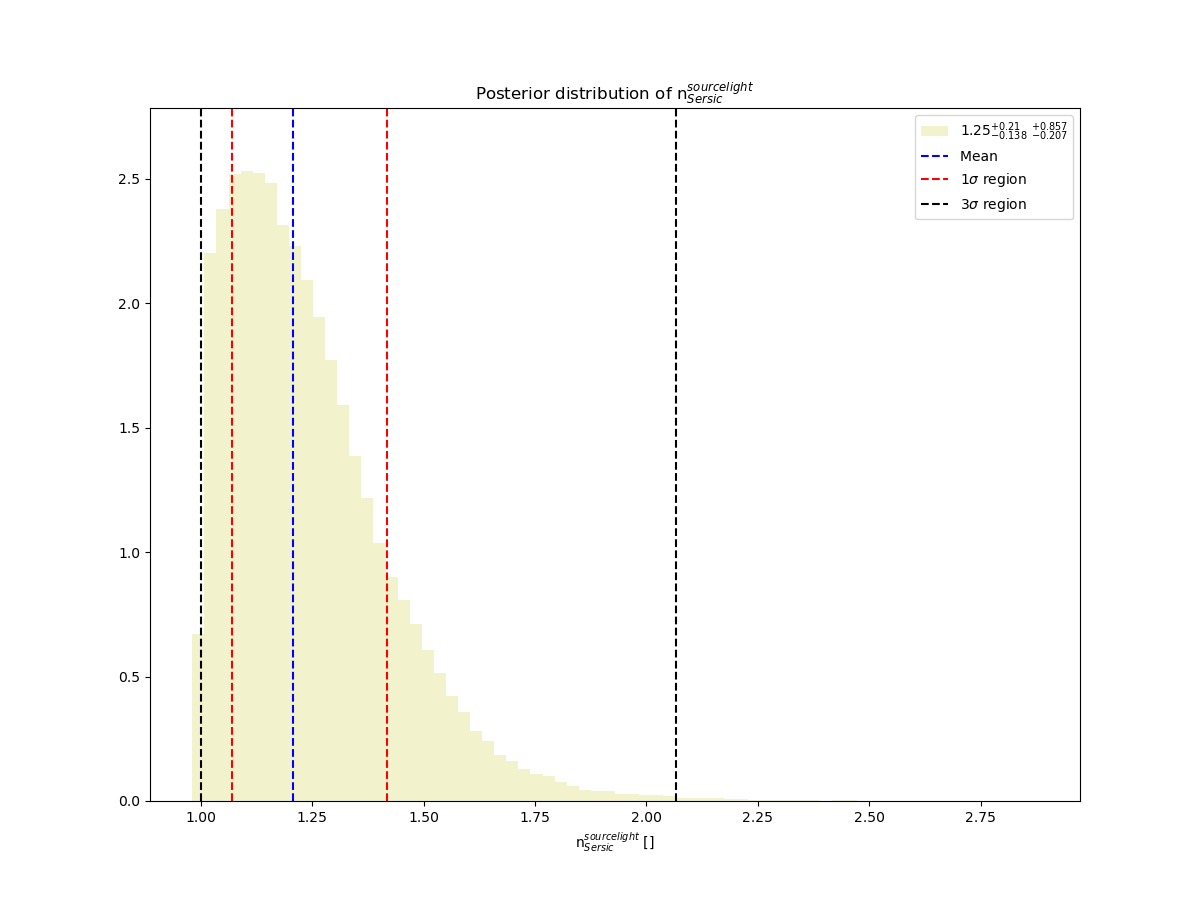 Posterior distribution of n$_{Sersic}^{sourcelight}$
1.25$^{+0.21}_{-0.138}$ $^{+0.857}_{-0.207}$
Mean
1σ region
3σ region
2.5
2.0
1.5
1.0
0.5
0.0
1.00 1.25 1.50 1.75 2.00 2.25 2.50 2.75
n$_{Sersic}^{sourcelight}$ []